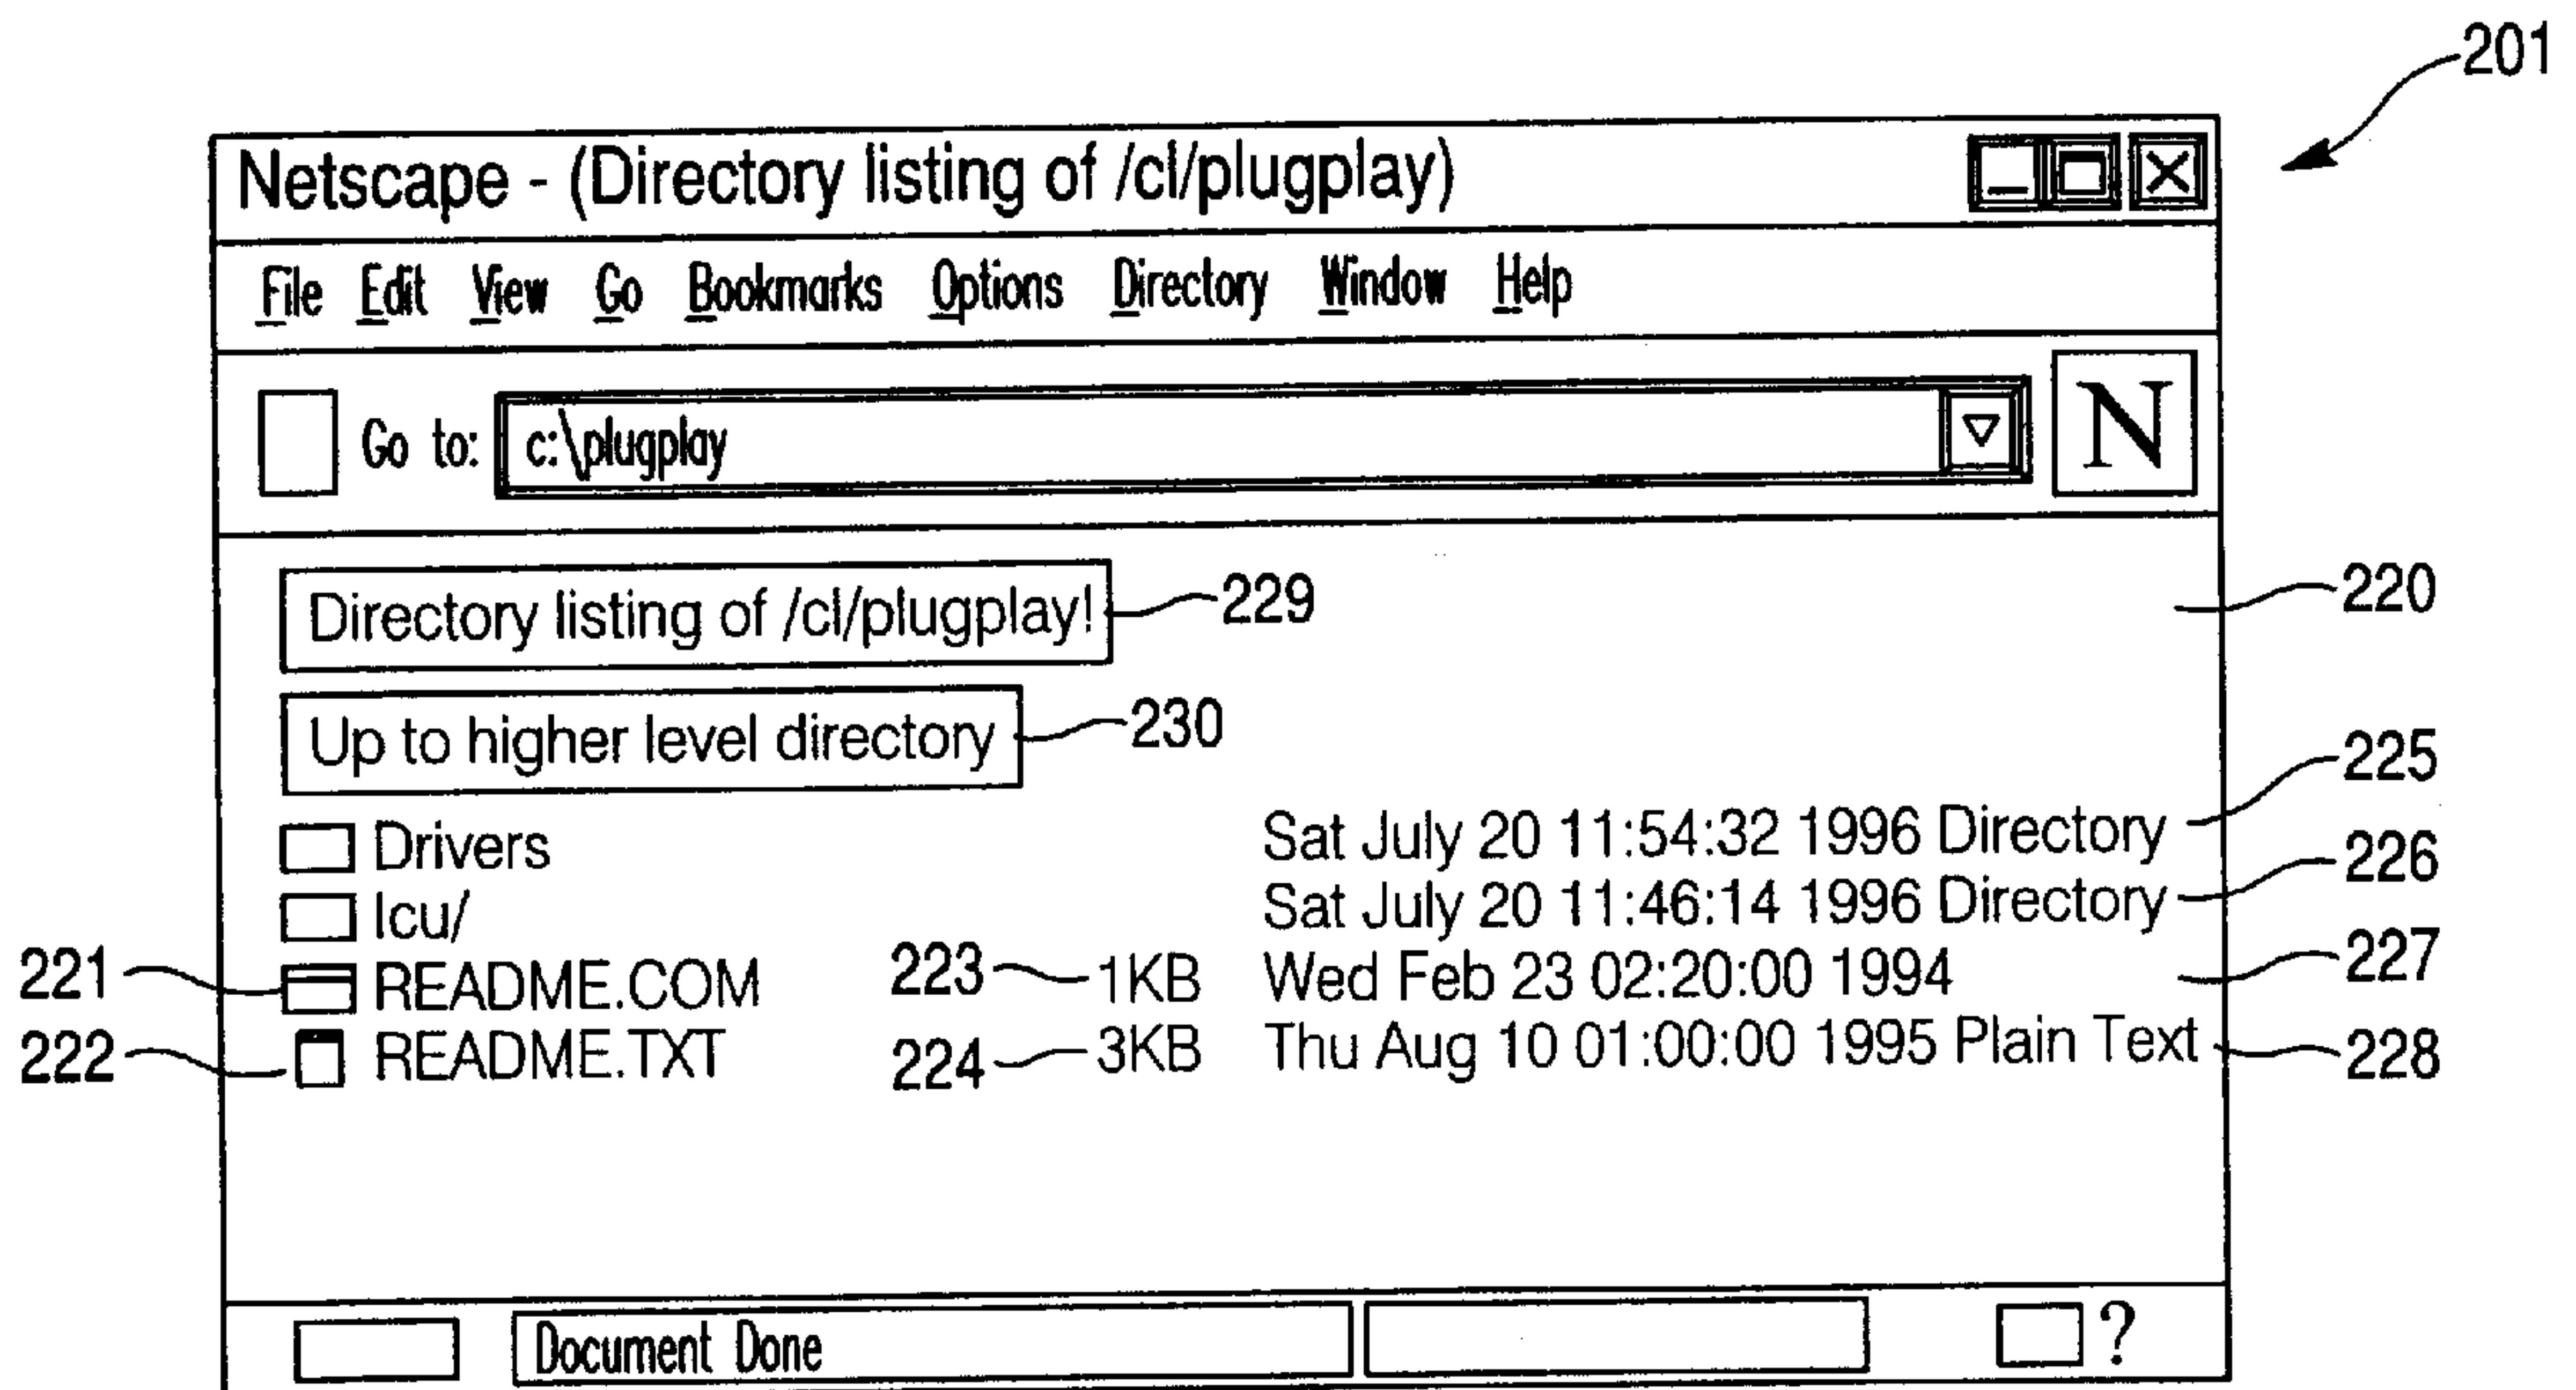 201
Netscape - (Directory listing of /cl/plugplay)
File Edit View Go Bookmarks Options Directory Window Help
Go to: c:\plugplay N
Directory listing of /cl/plugplay! 229 220
Up to higher level directory 230
Drivers Sat July 20 11:54:32 1996 Directory 225
Icu/ Sat July 20 11:46:14 1996 Directory 226
221 README.COM 223 1KB Wed Feb 23 02:20:00 1994 227
222 README.TXT 224 3KB Thu Aug 10 01:00:00 1995 Plain Text 228
Document Done ?